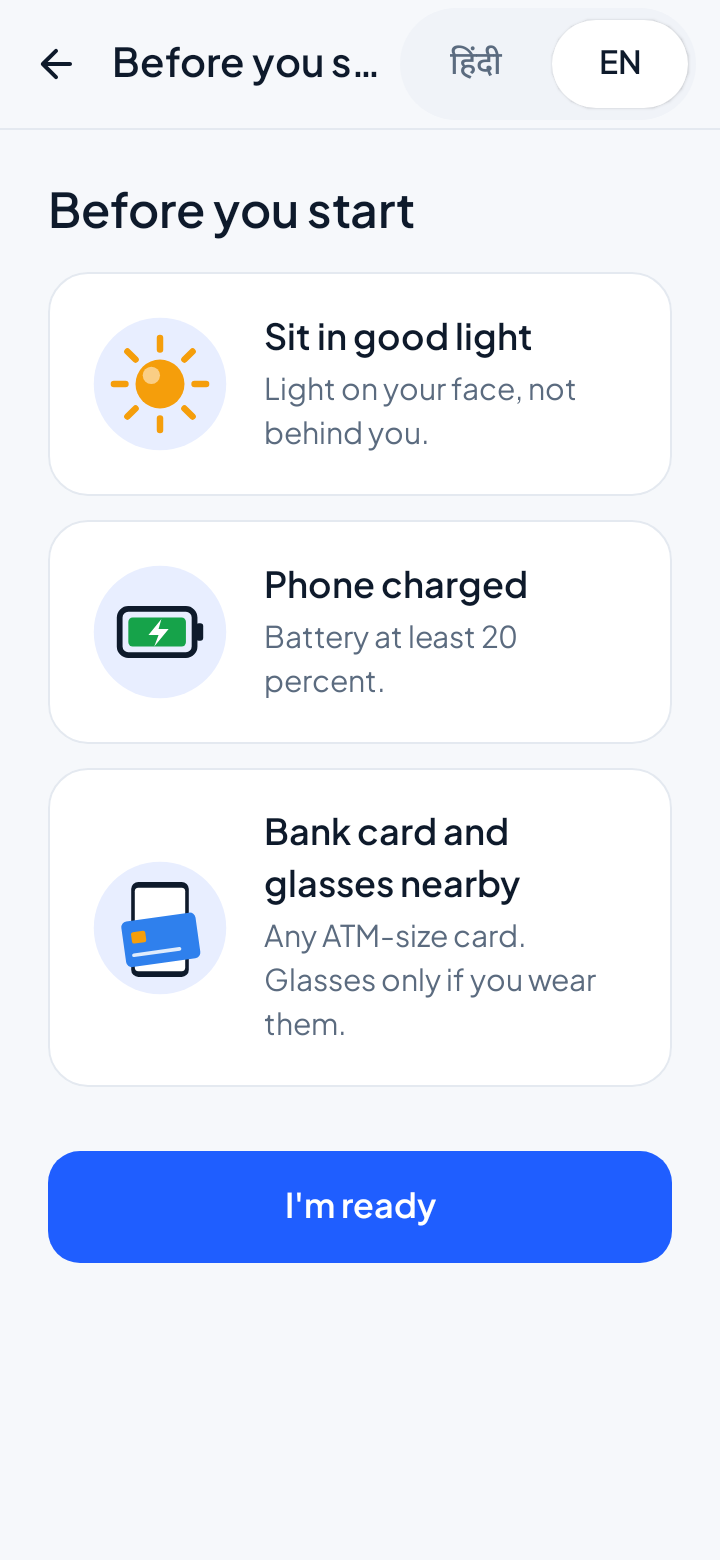 Before you s…
हिंदी
EN
Before you start
Sit in good light
Light on your face, not
behind you.
Phone charged
Battery at least 20
percent.
Bank card and
glasses nearby
Any ATM-size card.
Glasses only if you wear
them.
I'm ready